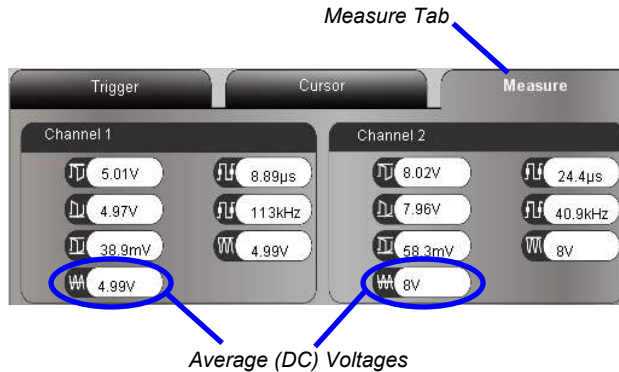 Measure Tab
Trigger Cursor Measure
Channel 1 Channel 2
5.01V 8.89µs 8.02V 24.4µs
4.97V 113kHz 7.96V 40.9kHz
38.9mV 4.99V 58.3mV 8V
4.99V 8V
Average (DC) Voltages